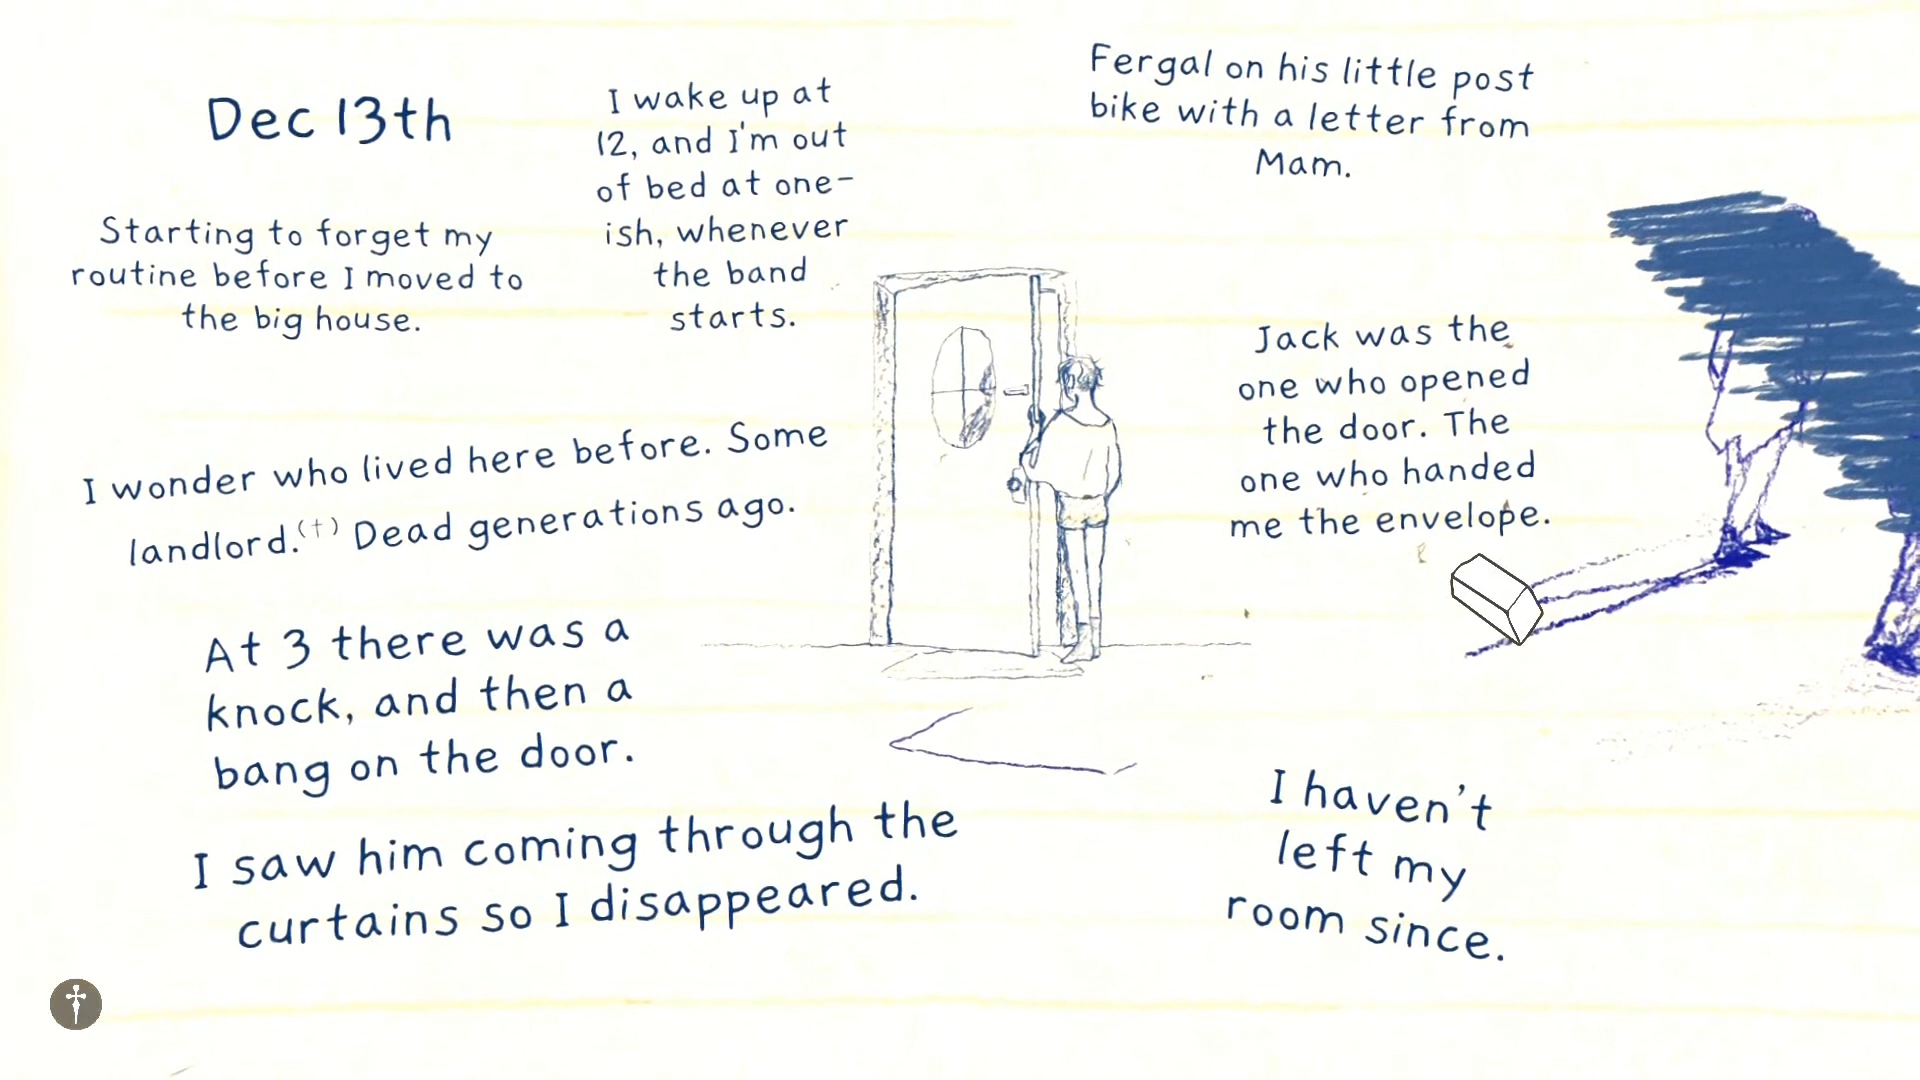 Dec 13th
Starting to forget my
routine before I moved to
the big house.
I wake up at
12, and I'm out
of bed at one-
ish, whenever
the band
starts.
I wonder who lived here before. Some
landlord.(†) Dead generations ago.
At 3 there was a
knock, and then a
bang on the door.
I saw him coming through the
curtains so I disappeared.
Fergal on his little post
bike with a letter from
Mam.
Jack was the
one who opened
the door. The
one who handed
me the envelope.
I haven't
left my
room since.
†